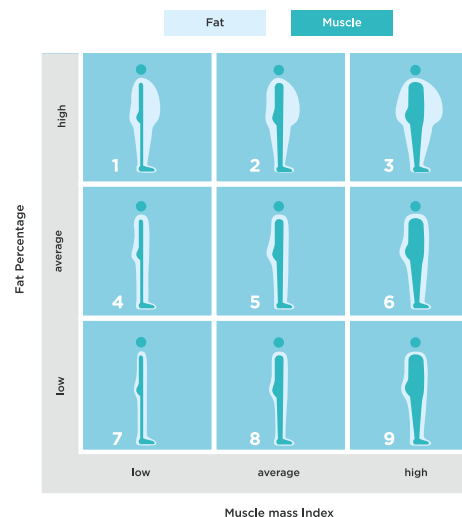 Fat
Muscle
Fat Percentage
high
average
low
1
2
3
4
5
6
7
8
9
low
average
high
Muscle mass Index